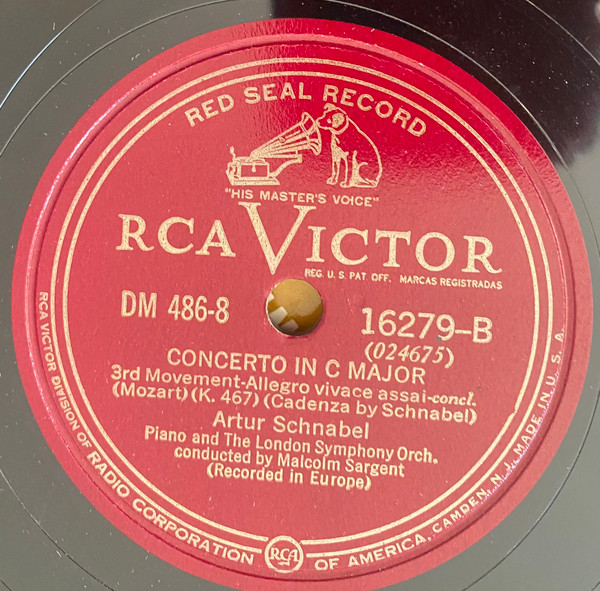 RED SEAL RECORD
"HIS MASTER'S VOICE"
RCA VICTOR
REG. U. S. PAT. OFF. MARCAS REGISTRADAS
DM 486-8
16279-B
(024675)
CONCERTO IN C MAJOR
3rd Movement-Allegro vivace assai-concl.
(Mozart) (K. 467) (Cadenza by Schnabel)
Artur Schnabel
Piano and The London Symphony Orch.
conducted by Malcolm Sargent
(Recorded in Europe)
RCA VICTOR DIVISION OF RADIO CORPORATION RCA OF AMERICA, CAMDEN, N. J. MADE IN U. S. A.